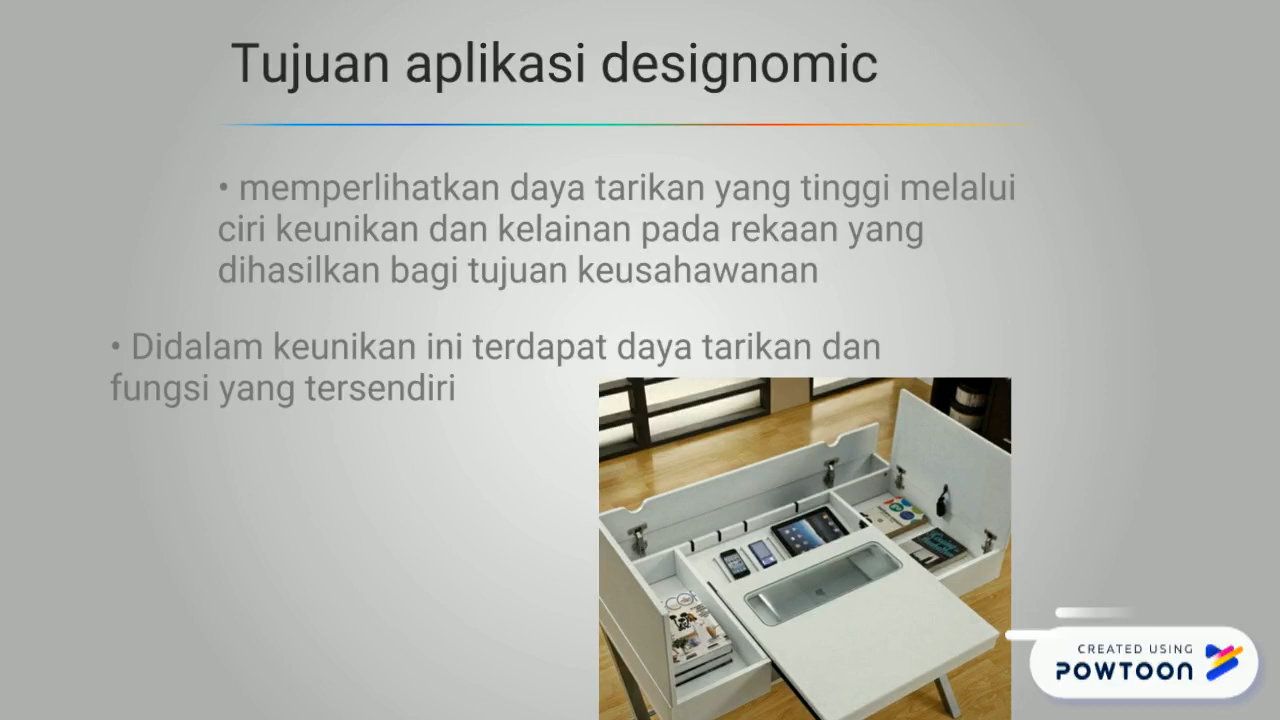 Tujuan aplikasi designomic
• memperlihatkan daya tarikan yang tinggi melalui
ciri keunikan dan kelainan pada rekaan yang
dihasilkan bagi tujuan keusahawanan
• Didalam keunikan ini terdapat daya tarikan dan
fungsi yang tersendiri
CREATED USING
POWTOON